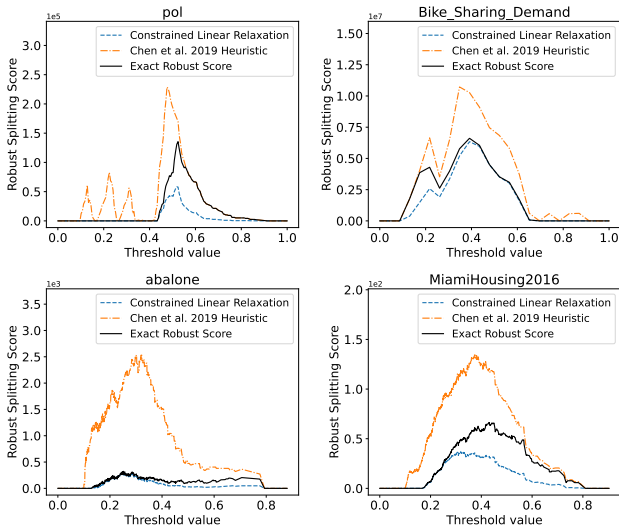 pol
1e5
Robust Splitting Score
3.0
2.5
2.0
1.5
1.0
0.5
0.0
Constrained Linear Relaxation
Chen et al. 2019 Heuristic
Exact Robust Score
0.0 0.2 0.4 0.6 0.8 1.0
Threshold value
Bike_Sharing_Demand
1e7
Robust Splitting Score
1.50
1.25
1.00
0.75
0.50
0.25
0.00
Constrained Linear Relaxation
Chen et al. 2019 Heuristic
Exact Robust Score
0.0 0.2 0.4 0.6 0.8 1.0
Threshold value
abalone
1e3
Robust Splitting Score
3.5
3.0
2.5
2.0
1.5
1.0
0.5
0.0
Constrained Linear Relaxation
Chen et al. 2019 Heuristic
Exact Robust Score
0.0 0.2 0.4 0.6 0.8
Threshold value
MiamiHousing2016
1e2
Robust Splitting Score
2.0
1.5
1.0
0.5
0.0
Constrained Linear Relaxation
Chen et al. 2019 Heuristic
Exact Robust Score
0.0 0.2 0.4 0.6 0.8
Threshold value